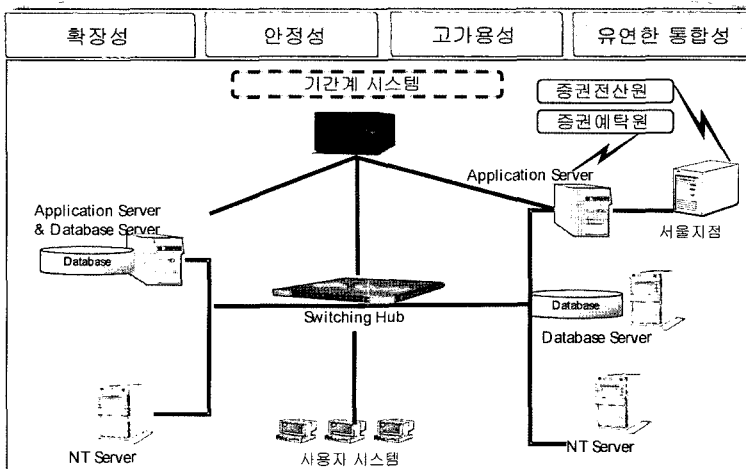 확장성
안정성
고가용성
유연한 통합성
기간계 시스템
증권전산원
증권예탁원
Application Server
서울지점
Application Server
& Database Server
Database
Switching Hub
Database
Database Server
NT Server
사용자 시스템
NT Server